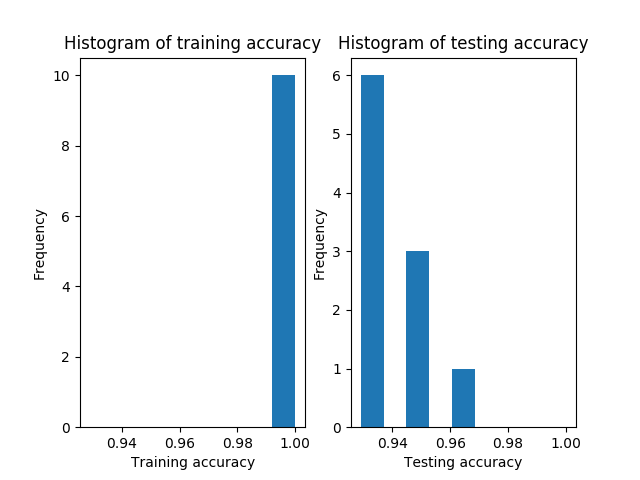 Histogram of training accuracy
10
8
6
4
2
0
Frequency
0.94 0.96 0.98 1.00
Training accuracy
Histogram of testing accuracy
6
5
4
3
2
1
0
Frequency
0.94 0.96 0.98 1.00
Testing accuracy